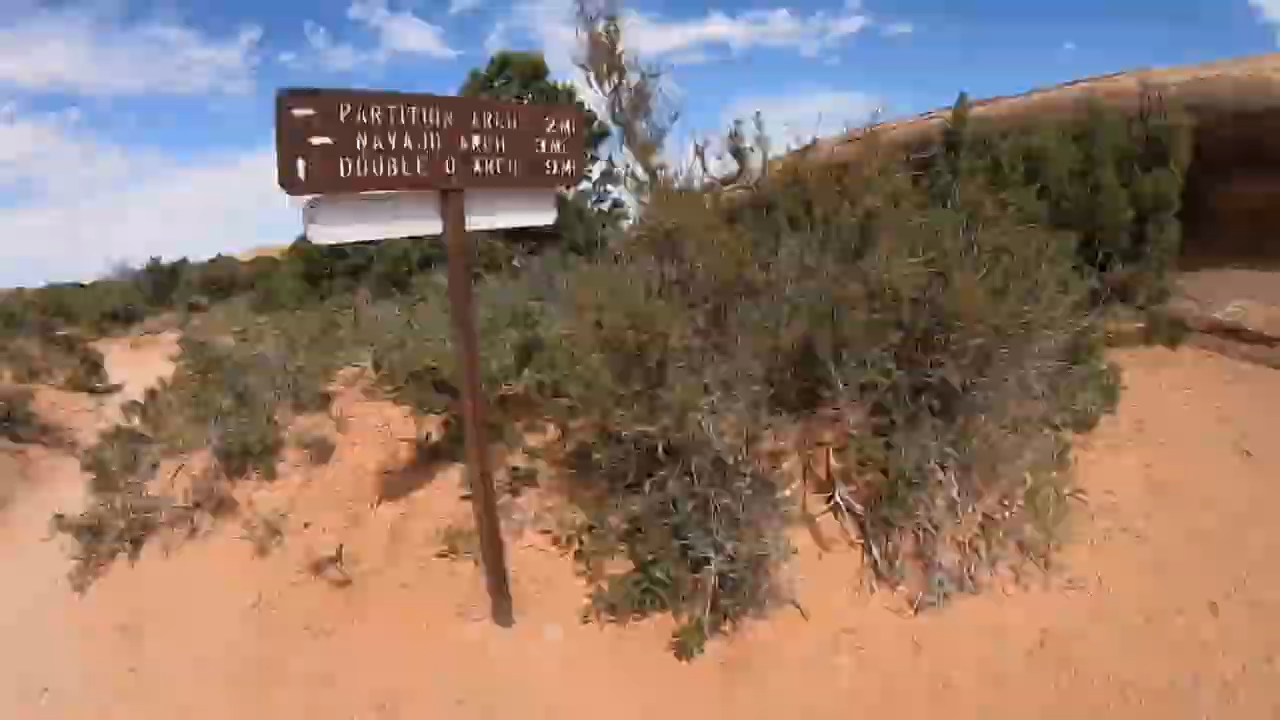 ← PARTITION ARCH .2MI
← NAVAJO ARCH .3MI
↑ DOUBLE O ARCH .9MI